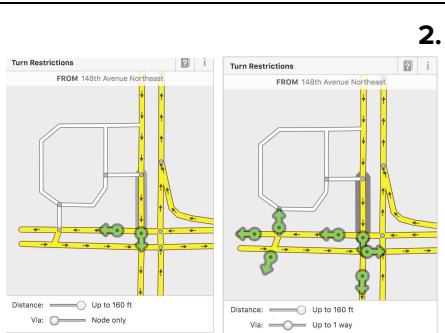 2.
Turn Restrictions i
FROM 148th Avenue Northeast
Distance: Up to 160 ft
Via: Node only
Turn Restrictions i
FROM 148th Avenue Northeast
Distance: Up to 160 ft
Via: Up to 1 way